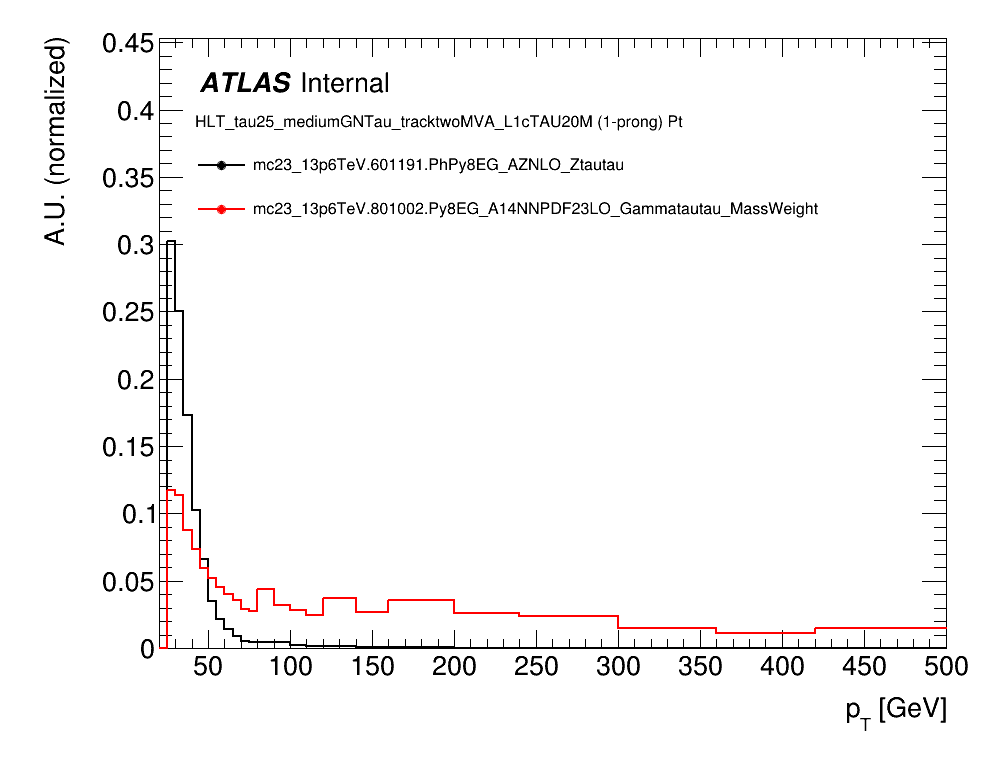 A.U. (normalized)
0.45
0.4
0.35
0.3
0.25
0.2
0.15
0.1
0.05
0
ATLAS Internal
HLT_tau25_mediumGNTau_tracktwoMVA_L1cTAU20M (1-prong) Pt
mc23_13p6TeV.601191.PhPy8EG_AZNLO_Ztautau
mc23_13p6TeV.801002.Py8EG_A14NNPDF23LO_Gammatautau_MassWeight
50 100 150 200 250 300 350 400 450 500
p_T [GeV]